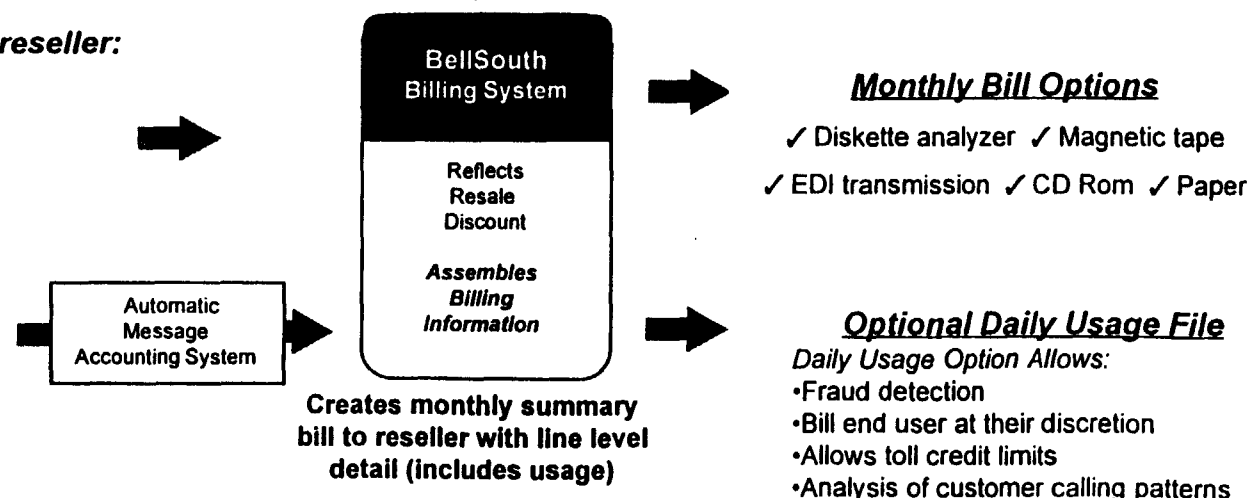 reseller:
BellSouth
Billing System
Reflects
Resale
Discount
Assembles
Billing
Information
Automatic
Message
Accounting System
Creates monthly summary
bill to reseller with line level
detail (includes usage)
Monthly Bill Options
✓ Diskette analyzer ✓ Magnetic tape
✓ EDI transmission ✓ CD Rom ✓ Paper
Optional Daily Usage File
Daily Usage Option Allows:
•Fraud detection
•Bill end user at their discretion
•Allows toll credit limits
•Analysis of customer calling patterns